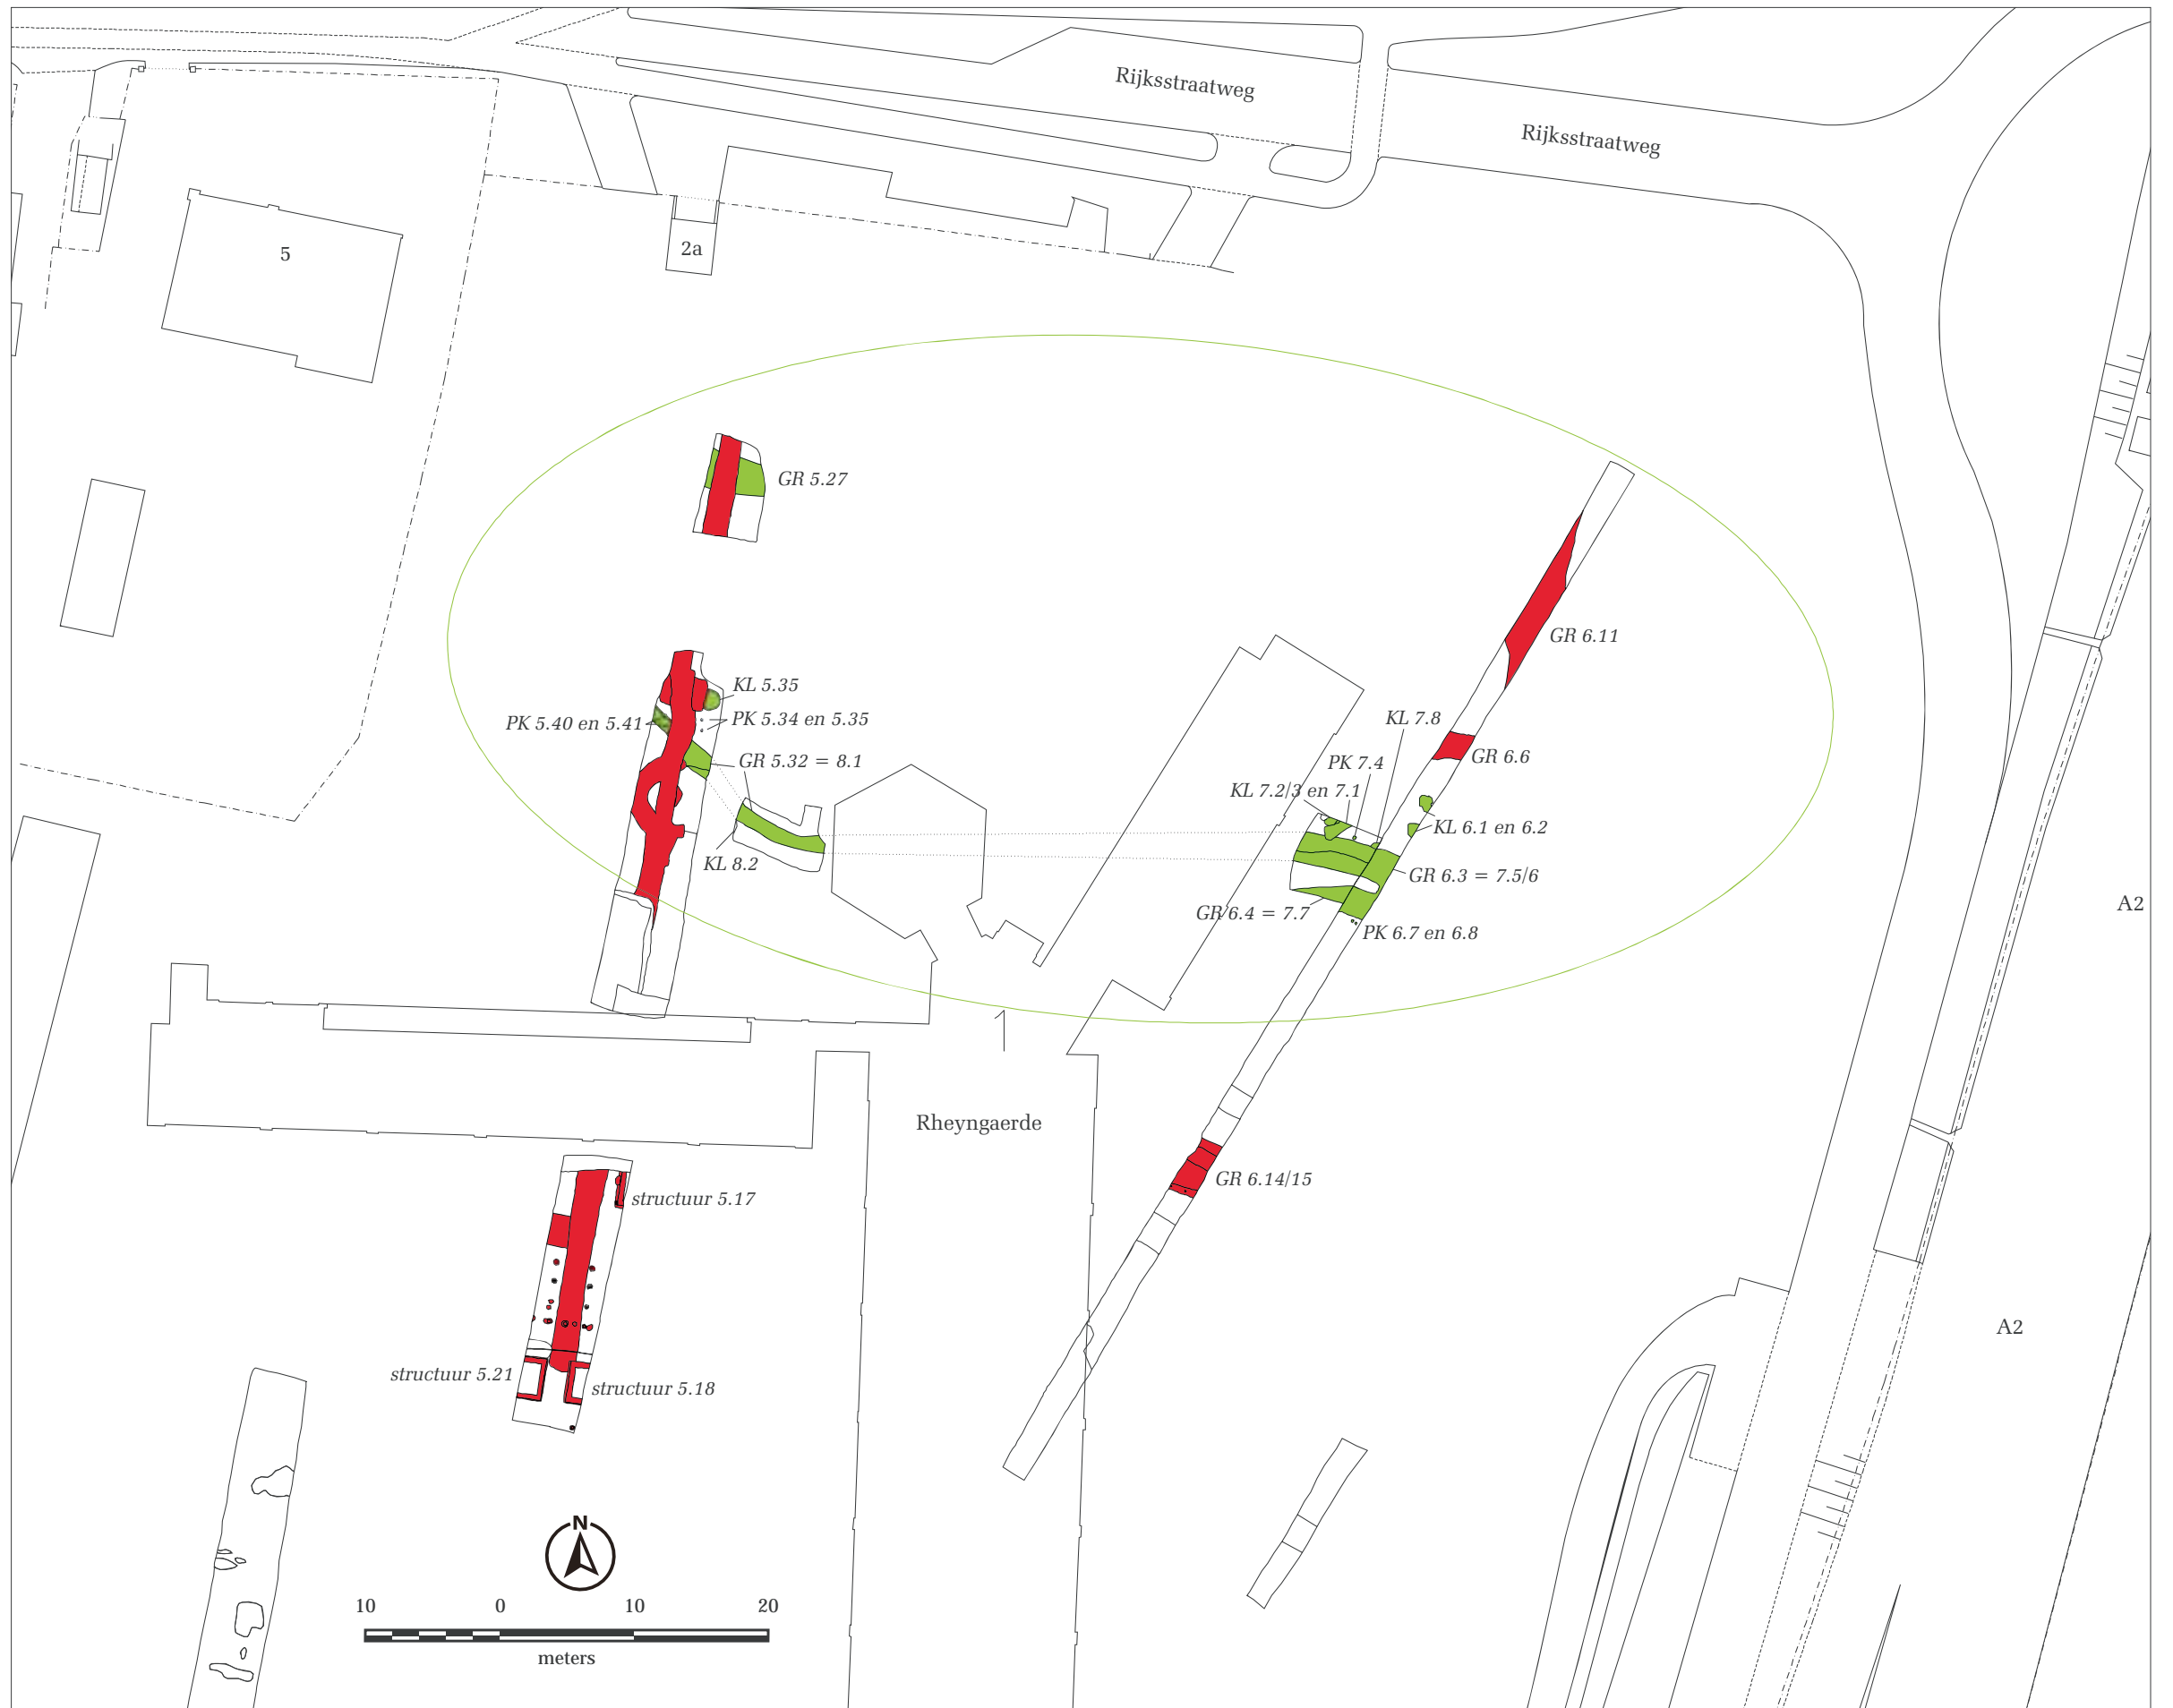 Rijksstraatweg
Rijksstraatweg
5
2a
GR 5.27
GR 6.11
KL 5.35
PK 5.40 en 5.41
PK 5.34 en 5.35
KL 7.8
GR 6.6
GR 5.32 = 8.1
PK 7.4
KL 7.2/3 en 7.1
KL 6.1 en 6.2
KL 8.2
GR 6.3 = 7.5/6
GR 6.4 = 7.7
PK 6.7 en 6.8
A2
Rheyngaerde
GR 6.14/15
structuur 5.17
A2
structuur 5.21
structuur 5.18
N
10 0 10 20
meters